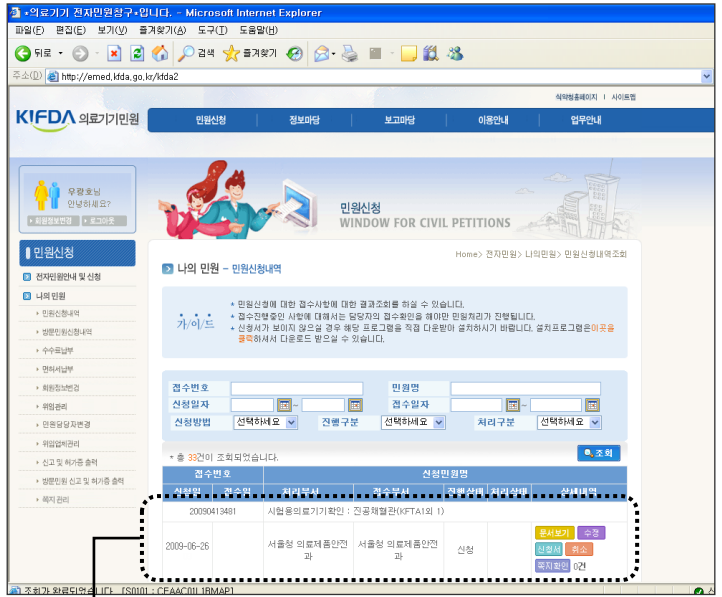 *의료기기 전자민원창구*입니다. - Microsoft Internet Explorer
파일(F) 편집(E) 보기(V) 즐겨찾기(A) 도구(T) 도움말(H)
뒤로 검색 즐겨찾기
주소(D) http://emed.kfda.go.kr/kfda2
식약청홈페이지 | 사이트맵
KIFDA 의료기기민원 민원신청 정보마당 보고마당 이용안내 업무안내
우광호님
안녕하세요?
회원정보변경 로그아웃
민원신청
WINDOW FOR CIVIL PETITIONS
민원신청
전자민원안내 및 신청
나의 민원
민원신청내역
방문민원신청내역
수수료납부
면허세납부
회원정보변경
위임관리
민원담당자변경
위임업체관리
신고 및 허가증 출력
방문민원 신고 및 허가증 출력
쪽지 관리
Home> 전자민원> 나의민원> 민원신청내역조회
나의 민원 - 민원신청내역
가/이/드
* 민원신청에 대한 접수사항에 대한 결과조회를 하실 수 있습니다.
* 접수진행중인 사항에 대해서는 담당자의 접수확인을 해야만 민원처리가 진행됩니다.
* 신청서가 보이지 않으실 경우 해당 프로그램을 직접 다운받아 설치하시기 바랍니다. 설치프로그램은이곳을
클릭하셔서 다운로드 받으실 수 있습니다.
접수번호 민원명
신청일자 ~ 접수일자 ~
신청방법 선택하세요 진행구분 선택하세요 처리구분 선택하세요
* 총 33건이 조회되었습니다. 조회
접수번호 신청민원명
신청일 접수일 처리부서 접수부서 진행상태 처리상태 상세내역
20090413481 시험용의료기기확인 : 진공채혈관(KFTA1외 1)
2009-06-26 서울청 의료제품안전과 서울청 의료제품안전과 신청 문서보기 수정
신청서 취소
쪽지확인 0건
조회가 완료되었습니다. [S0101 : CEAAC01L1BMAP]